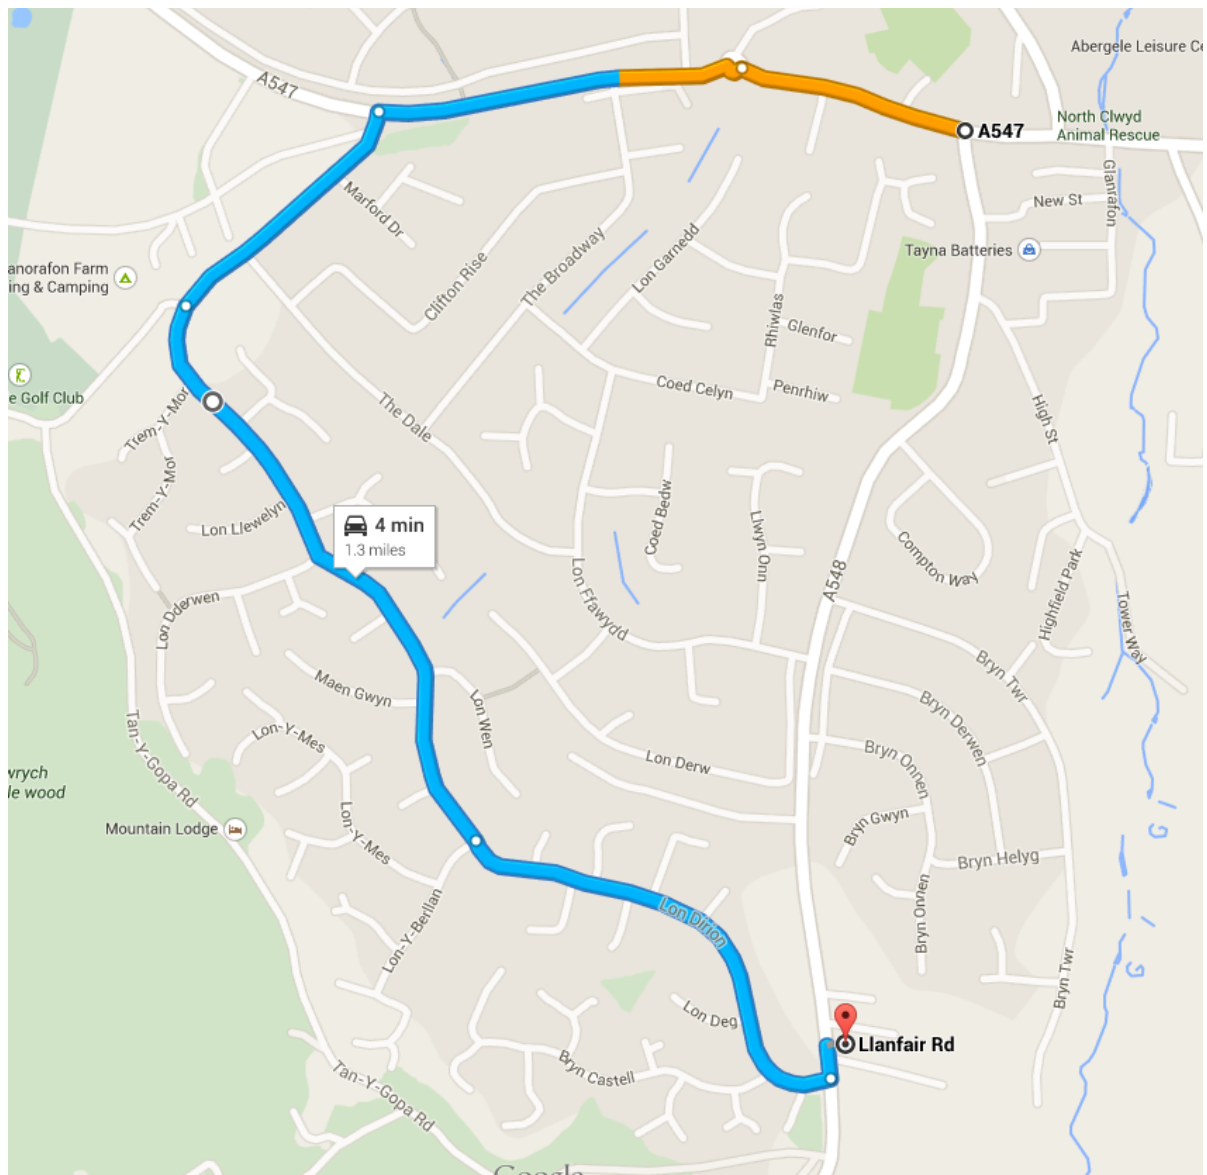 Abergele Leisure Ce
A547
A547
North Clwyd
Animal Rescue
Glanrafon
Marford Dr
New St
Tayna Batteries
anorafon Farm
ing & Camping
Clifton Rise
The Broadway
Lon Garnedd
Rhiwlas
Glenfor
e Golf Club
Trem-Y-Mor
The Dale
Coed Celyn
Penrhiw
High St
Trem-Y-Mor
Lon Llewelyn
4 min
1.3 miles
Coed Bedw
Llwyn Onn
A548
Compton Way
Highfield Park
Tower Way
Lon Dderwen
Lon Ffawydd
Maen Gwyn
Lon Wen
Bryn Twr
Bryn Derwen
Lon-Y-Mes
Lon Derw
Bryn Onnen
Tan-Y-Gopa Rd
wrych
le wood
Mountain Lodge
Lon-Y-Mes
Bryn Gwyn
Bryn Helyg
Lon-Y-Berllan
Lon Dirion
Bryn Onnen
Bryn Twr
Lon Deg
Llanfair Rd
Bryn Castell
Tan-Y-Gopa Rd
Google